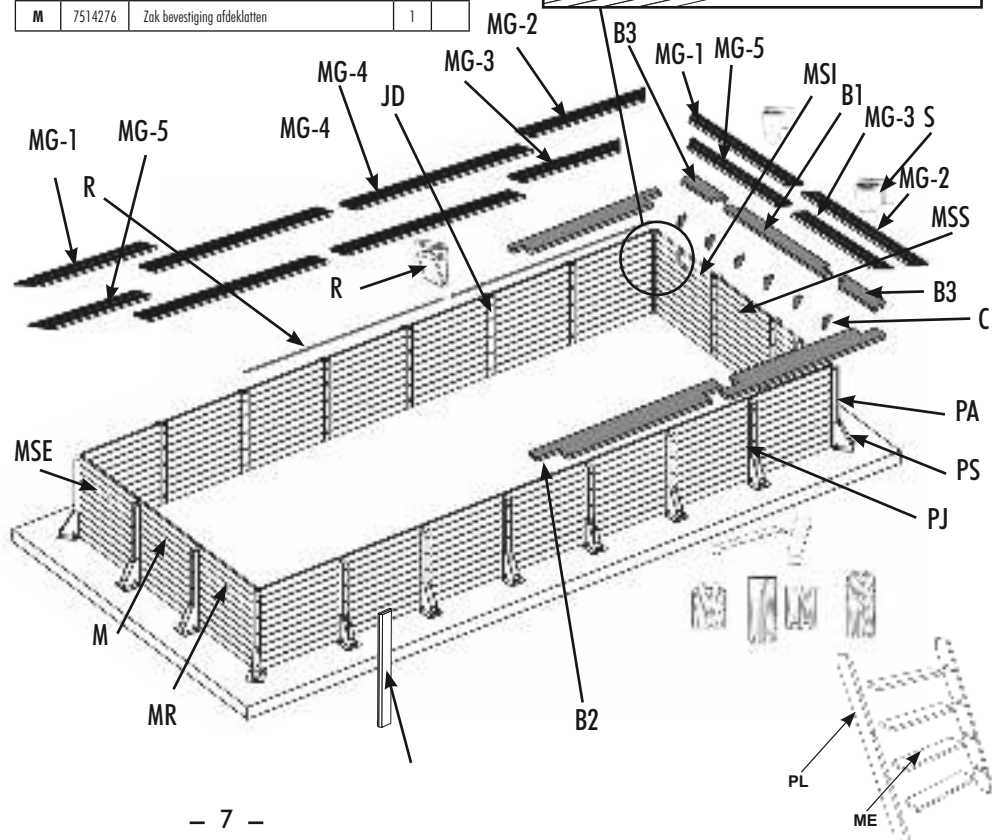 M 7514276 Zak bevestiging afdeklatten 1
MG-2
B3
MG-1 MG-5
MG-4
MG-3
MSI
JD
B1
MG-4
MG-3 S
MG-1
MG-5
R
MG-2
MSS
R
B3
C
PA
MSE
PS
PJ
M
MR
B2
PL
ME
– 7 –